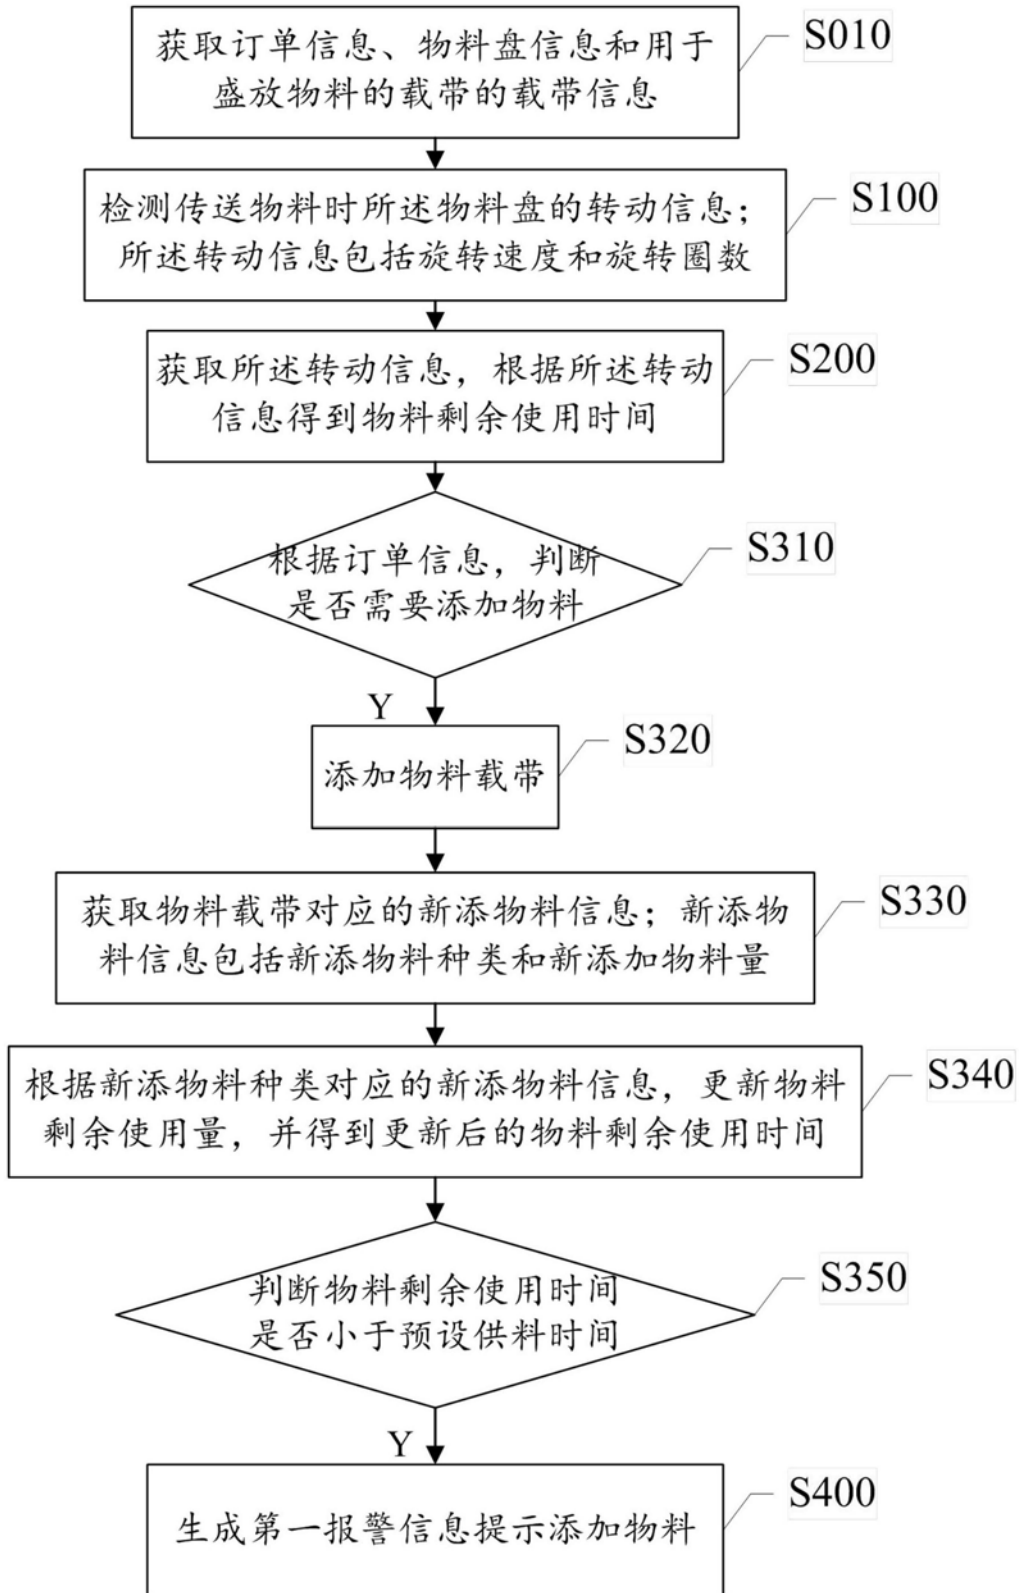 获取订单信息、物料盘信息和用于
盛放物料的载带的载带信息
S010
检测传送物料时所述物料盘的转动信息；
所述转动信息包括旋转速度和旋转圈数
S100
获取所述转动信息，根据所述转动
信息得到物料剩余使用时间
S200
根据订单信息，判断
是否需要添加物料
S310
Y
添加物料载带
S320
获取物料载带对应的新添物料信息；新添物
料信息包括新添物料种类和新添加物料量
S330
根据新添物料种类对应的新添物料信息，更新物料
剩余使用量，并得到更新后的物料剩余使用时间
S340
判断物料剩余使用时间
是否小于预设供料时间
S350
Y
生成第一报警信息提示添加物料
S400